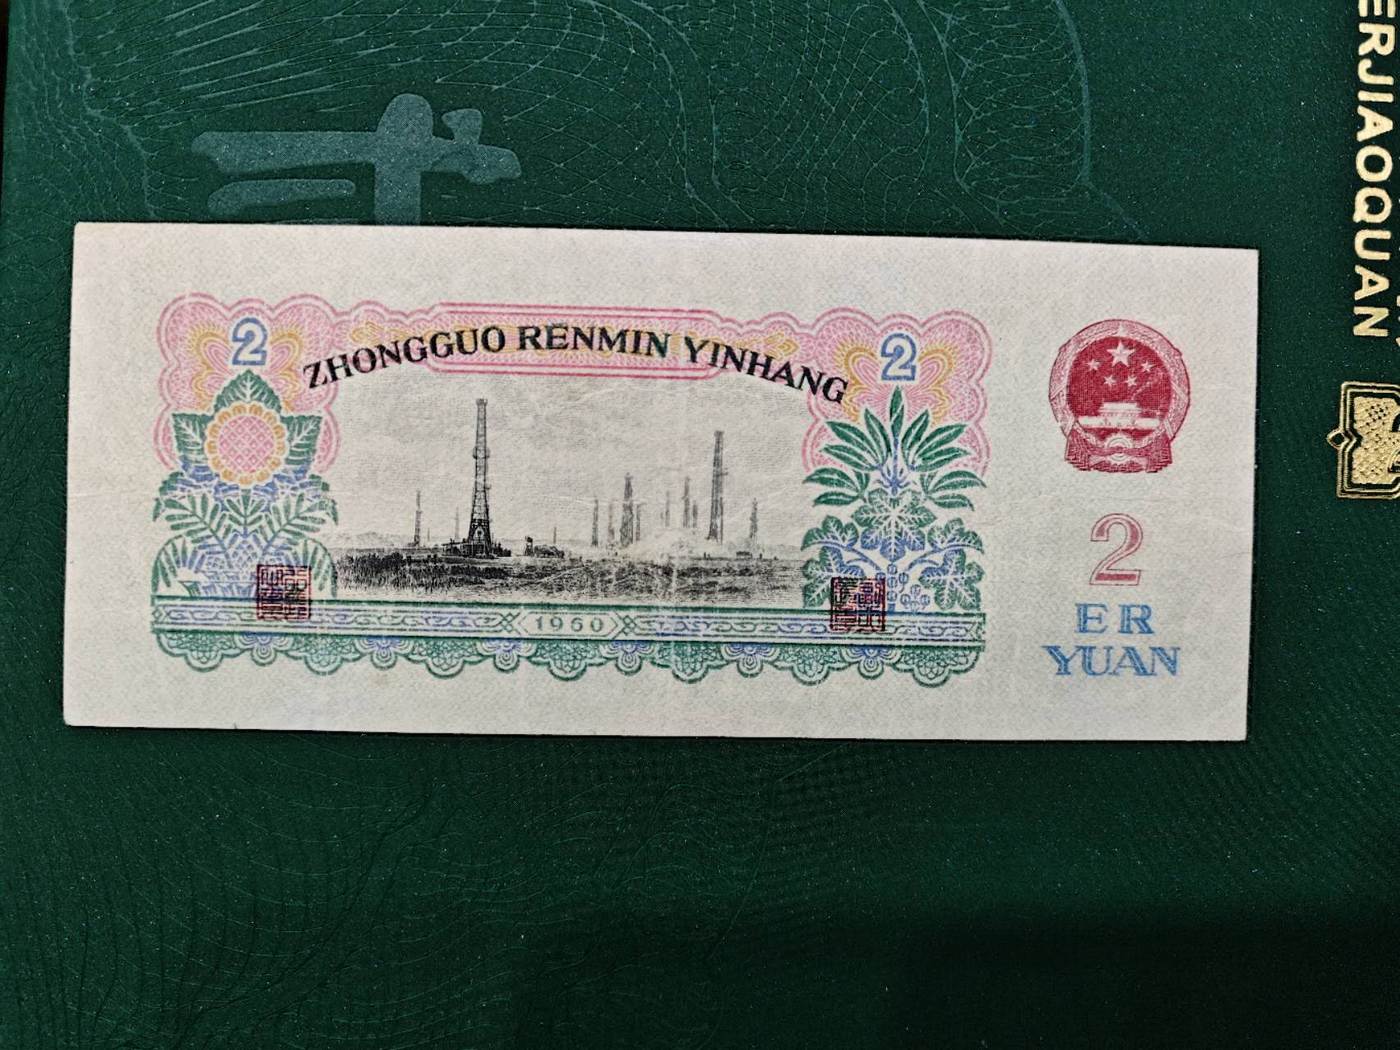 2
ZHONGGUO RENMIN YINHANG
2
1960
2
ER
YUAN
ERJIAOQUAN